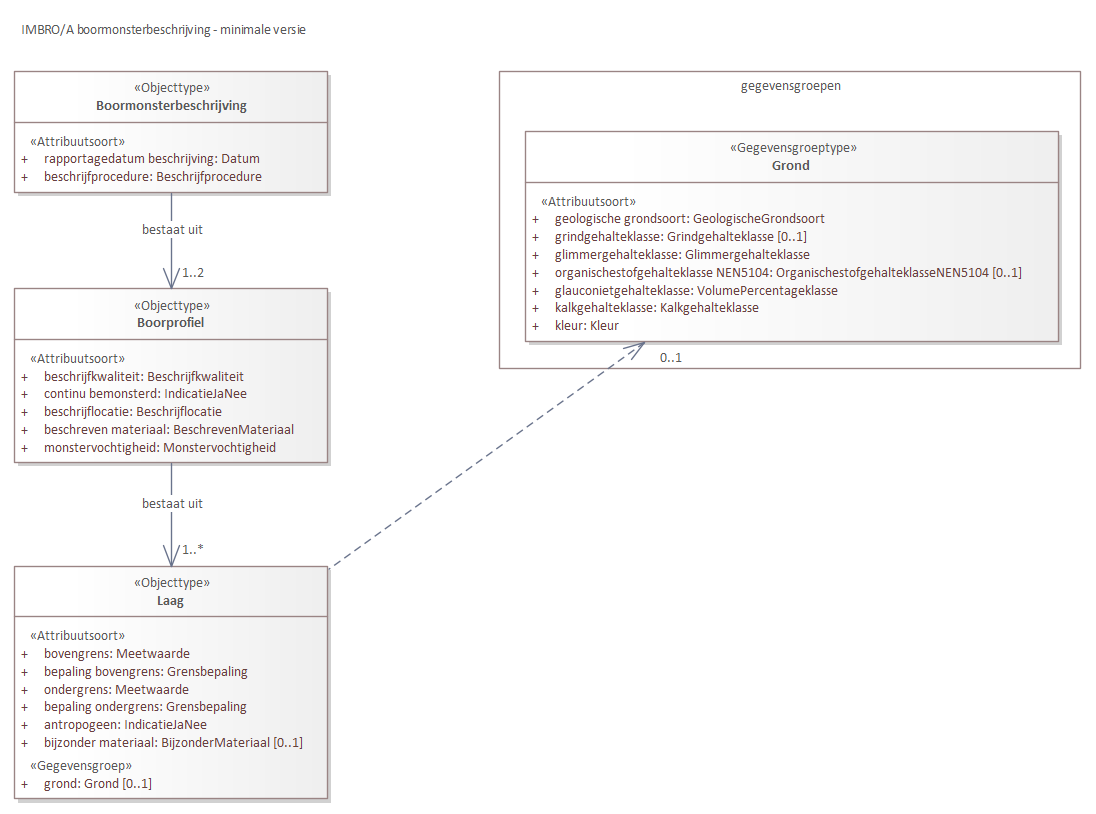 IMBRO/A boormonsterbeschrijving - minimale versie
«Objecttype»
Boormonsterbeschrijving
«Attribuutsoort»
+ rapportagedatum beschrijving: Datum
+ beschrijfprocedure: Beschrijfprocedure
bestaat uit
1..2
«Objecttype»
Boorprofiel
«Attribuutsoort»
+ beschrijfkwaliteit: Beschrijfkwaliteit
+ continu bemonsterd: IndicatieJaNee
+ beschrijflocatie: Beschrijflocatie
+ beschreven materiaal: BeschrevenMateriaal
+ monstervochtigheid: Monstervochtigheid
bestaat uit
1..*
«Objecttype»
Laag
«Attribuutsoort»
+ bovengrens: Meetwaarde
+ bepaling bovengrens: Grensbepaling
+ ondergrens: Meetwaarde
+ bepaling ondergrens: Grensbepaling
+ antropogeen: IndicatieJaNee
+ bijzonder materiaal: BijzonderMateriaal [0..1]
«Gegevensgroep»
+ grond: Grond [0..1]
gegevensgroepen
«Gegevensgroeptype»
Grond
«Attribuutsoort»
+ geologische grondsoort: GeologischeGrondsoort
+ grindgehalteklasse: Grindgehalteklasse [0..1]
+ glimmergehalteklasse: Glimmergehalteklasse
+ organischestofgehalteklasse NEN5104: OrganischestofgehalteklasseNEN5104 [0..1]
+ glauconietgehalteklasse: VolumePercentageklasse
+ kalkgehalteklasse: Kalkgehalteklasse
+ kleur: Kleur
0..1